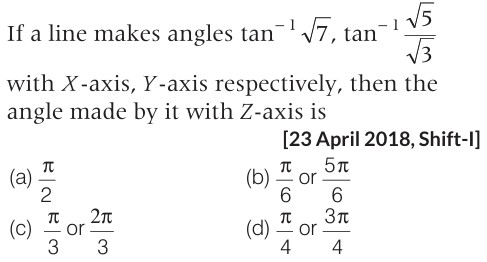 If a line makes angles tan⁻¹ √7, tan⁻¹ √5/√3
with X-axis, Y-axis respectively, then the
angle made by it with Z-axis is
[23 April 2018, Shift-I]
(a) π/2 (b) π/6 or 5π/6
(c) π/3 or 2π/3 (d) π/4 or 3π/4